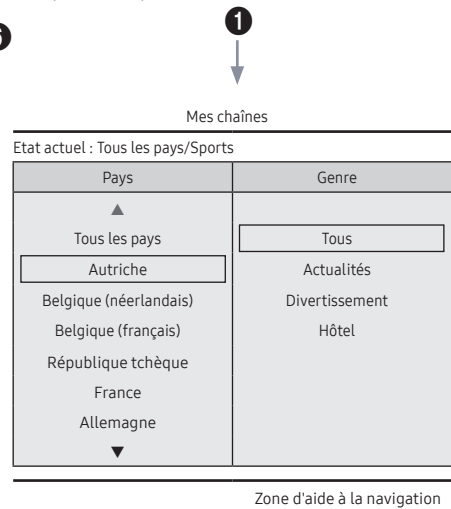 ❶
Mes chaînes
Etat actuel : Tous les pays/Sports
Pays Genre
▲
Tous les pays Tous
Autriche Actualités
Belgique (néerlandais) Divertissement
Belgique (français) Hôtel
République tchèque
France
Allemagne
▼
Zone d'aide à la navigation